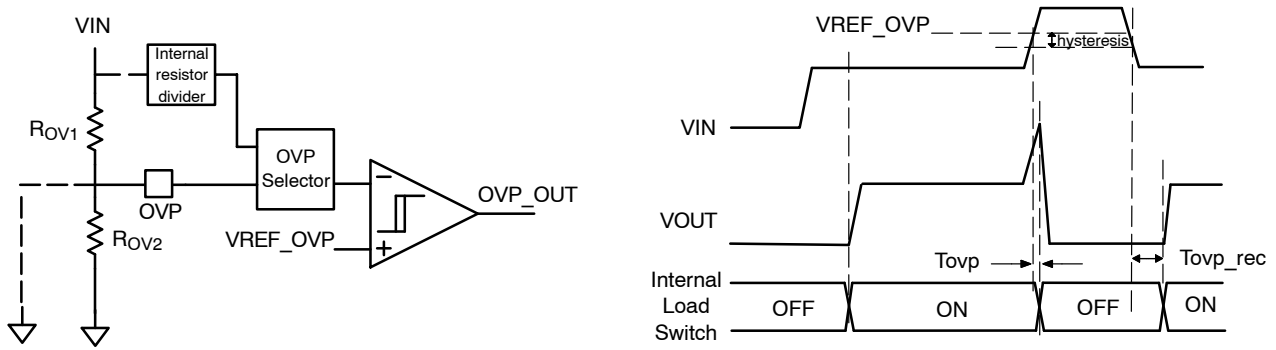 VIN
Internal
resistor
divider
ROV1
OVP
Selector
OVP
ROV2
VREF_OVP
−
+
OVP_OUT
VREF_OVP
hysteresis
VIN
VOUT
Tovp
Tovp_rec
Internal
Load
Switch
OFF
ON
OFF
ON